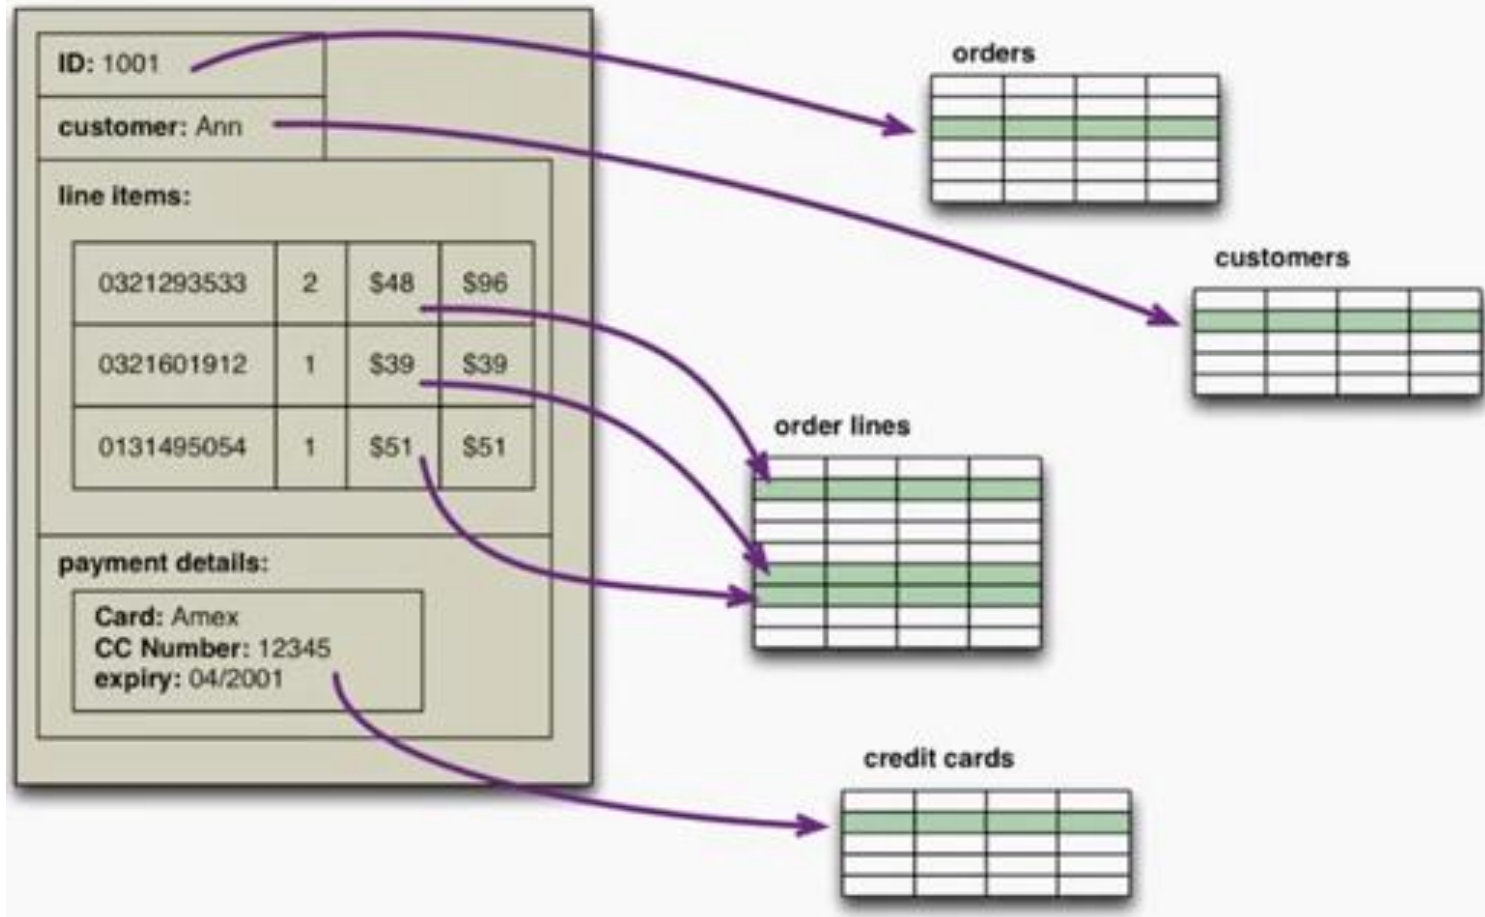 ID: 1001
customer: Ann
line items:
0321293533 2 $48 $96
0321601912 1 $39 $39
0131495054 1 $51 $51
payment details:
Card: Amex
CC Number: 12345
expiry: 04/2001
orders
customers
order lines
credit cards